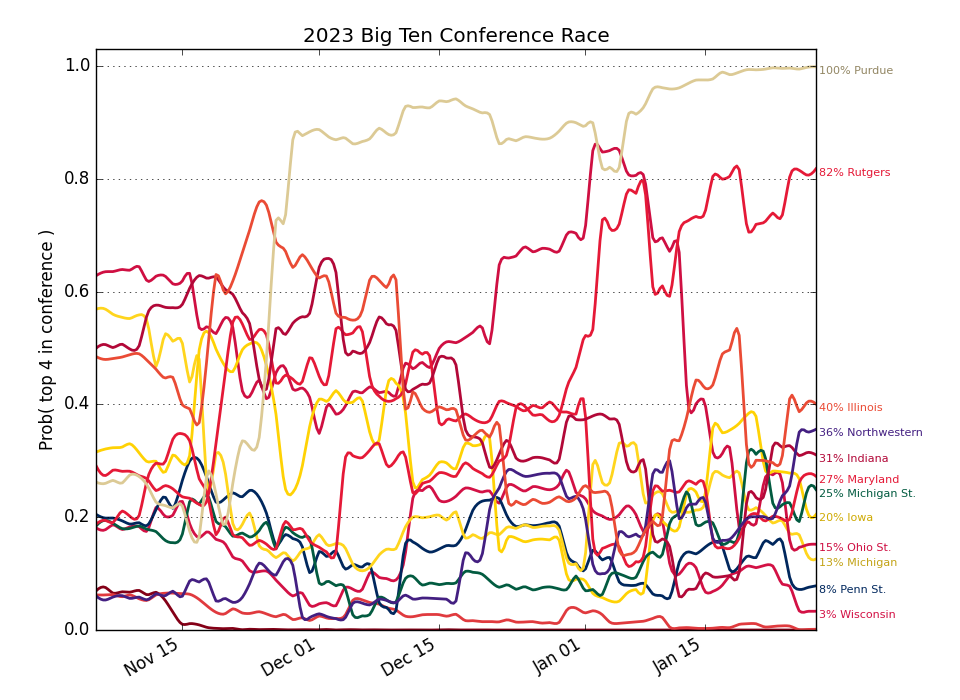 2023 Big Ten Conference Race
Prob( top 4 in conference )
1.0
0.8
0.6
0.4
0.2
0.0
Nov 15
Dec 01
Dec 15
Jan 01
Jan 15
100% Purdue
82% Rutgers
40% Illinois
36% Northwestern
31% Indiana
27% Maryland
25% Michigan St.
20% Iowa
15% Ohio St.
13% Michigan
8% Penn St.
3% Wisconsin